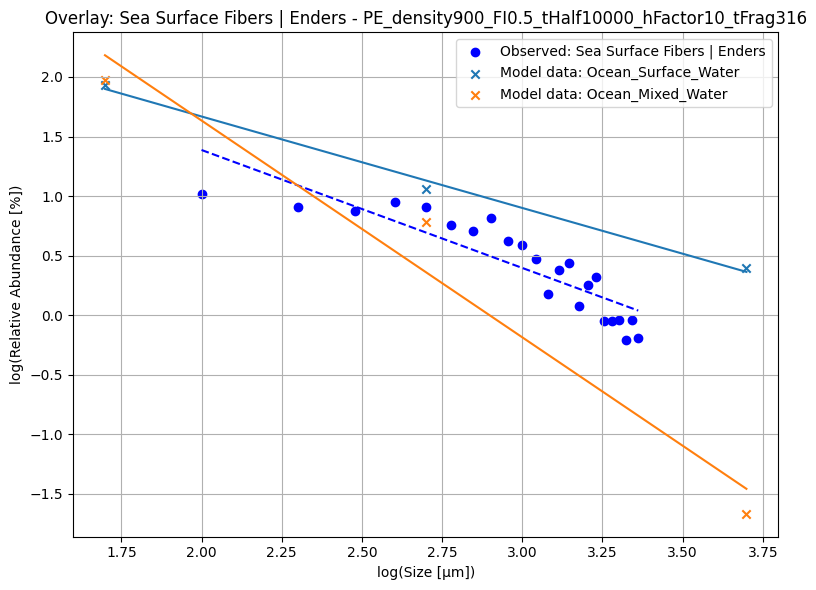 Overlay: Sea Surface Fibers | Enders - PE_density900_FI0.5_tHalf10000_hFactor10_tFrag316
Observed: Sea Surface Fibers | Enders
Model data: Ocean_Surface_Water
Model data: Ocean_Mixed_Water
log(Relative Abundance [%])
2.0
1.5
1.0
0.5
0.0
−0.5
−1.0
−1.5
1.75 2.00 2.25 2.50 2.75 3.00 3.25 3.50 3.75
log(Size [µm])